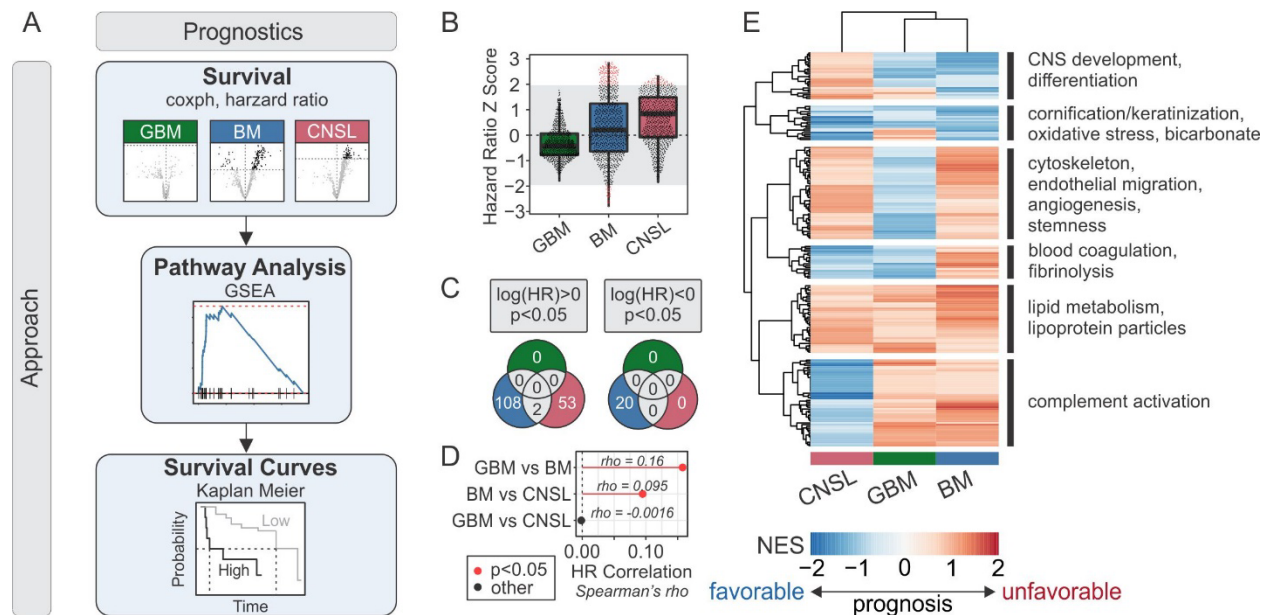 A
Prognostics
Approach
Survival
coxph, harzard ratio
GBM
BM
CNSL
Pathway Analysis
GSEA
Survival Curves
Kaplan Meier
Probability
Low
High
Time
B
Hazard Ratio Z Score
3
2
1
0
−1
−2
−3
GBM
BM
CNSL
C
log(HR)>0
p<0.05
log(HR)<0
p<0.05
0
0
0
0
108
2
53
0
0
0
0
20
0
0
D
GBM vs BM
BM vs CNSL
GBM vs CNSL
rho = 0.16
rho = 0.095
rho = -0.0016
0.00
0.10
HR Correlation
Spearman's rho
p<0.05
other
E
CNS development,
differentiation
cornification/keratinization,
oxidative stress, bicarbonate
cytoskeleton,
endothelial migration,
angiogenesis,
stemness
blood coagulation,
fibrinolysis
lipid metabolism,
lipoprotein particles
complement activation
CNSL
GBM
BM
NES
−2 −1 0 1 2
favorable
prognosis
unfavorable